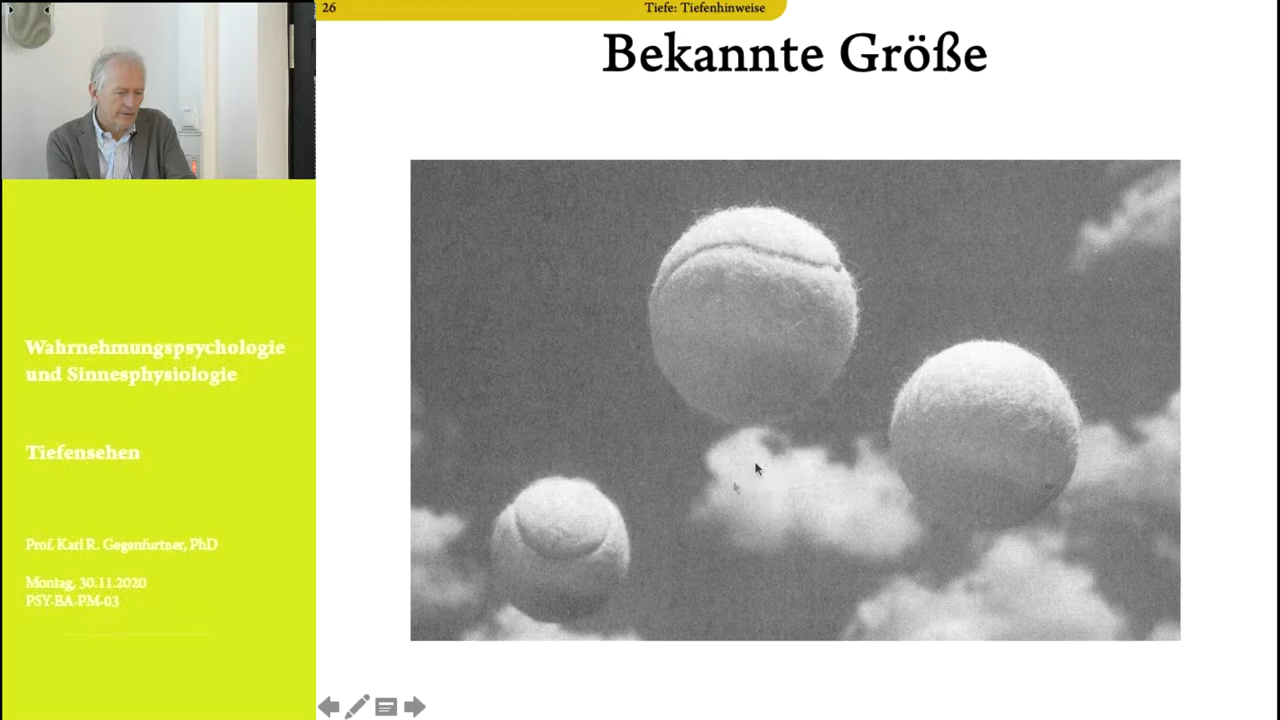 26
Tiefe: Tiefenhinweise
Bekannte Größe
Wahrnehmungspsychologie
und Sinnesphysiologie
Tiefensehen
Prof. Karl R. Gegenfurtner, PhD
Montag, 30.11.2020
PSY-BA-PM-03